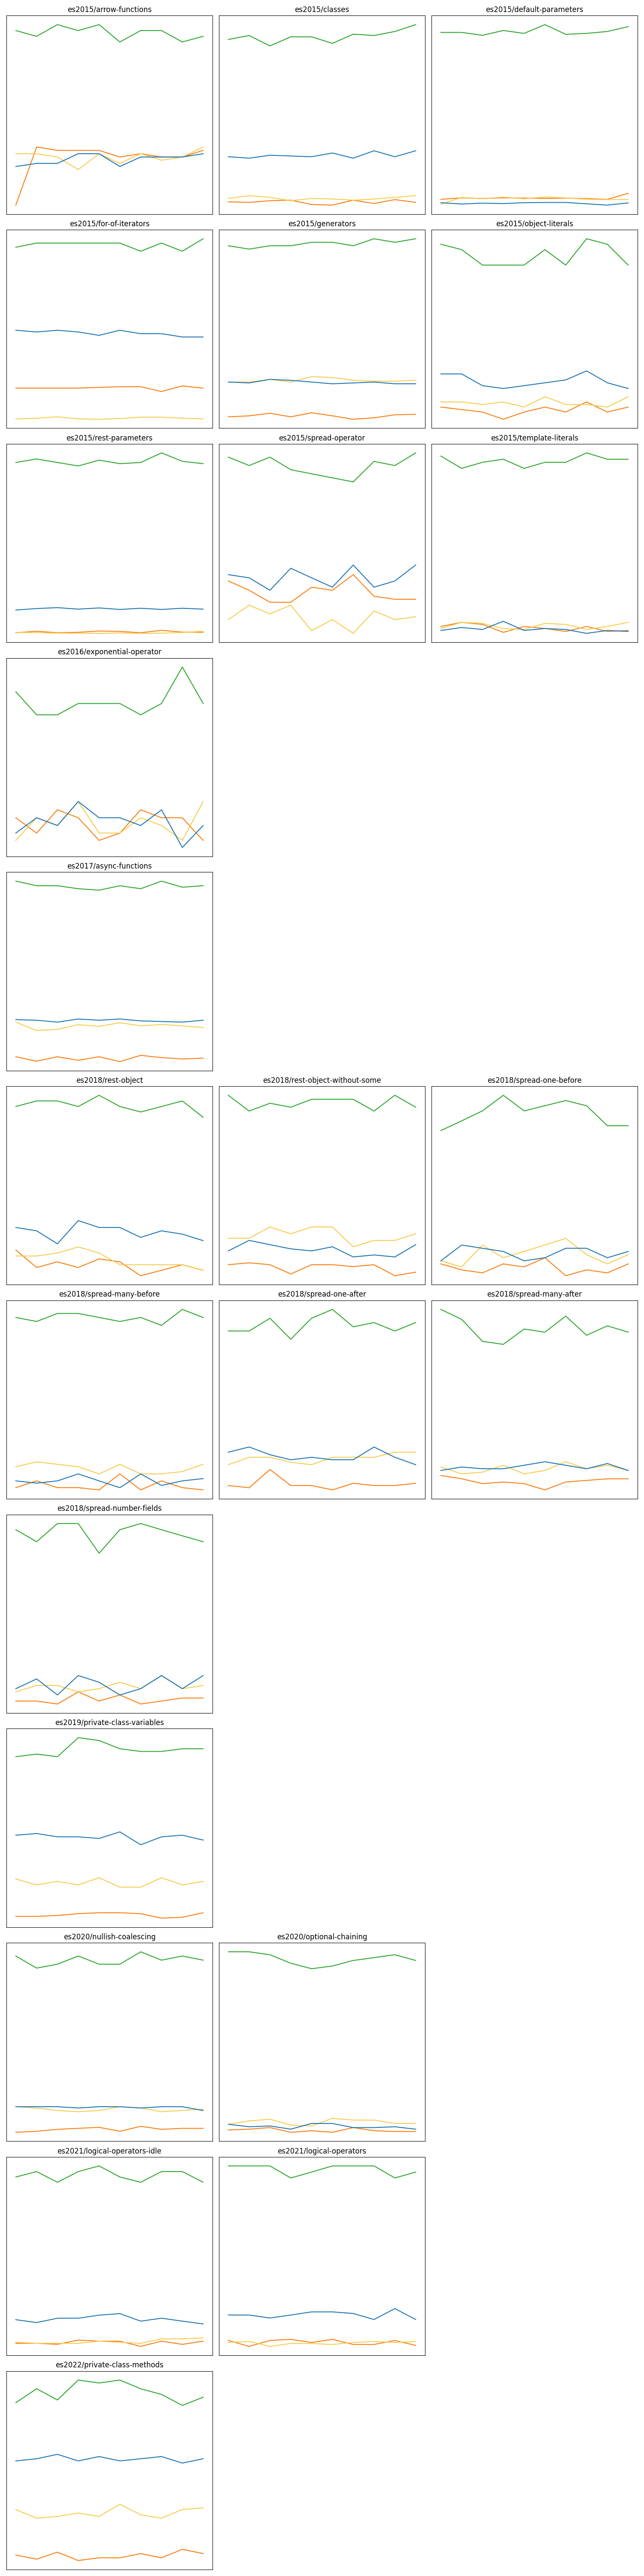 es2015/arrow-functions
es2015/classes
es2015/default-parameters
es2015/for-of-iterators
es2015/generators
es2015/object-literals
es2015/rest-parameters
es2015/spread-operator
es2015/template-literals
es2016/exponential-operator
es2017/async-functions
es2018/rest-object
es2018/rest-object-without-some
es2018/spread-one-before
es2018/spread-many-before
es2018/spread-one-after
es2018/spread-many-after
es2018/spread-number-fields
es2019/private-class-variables
es2020/nullish-coalescing
es2020/optional-chaining
es2021/logical-operators-idle
es2021/logical-operators
es2022/private-class-methods